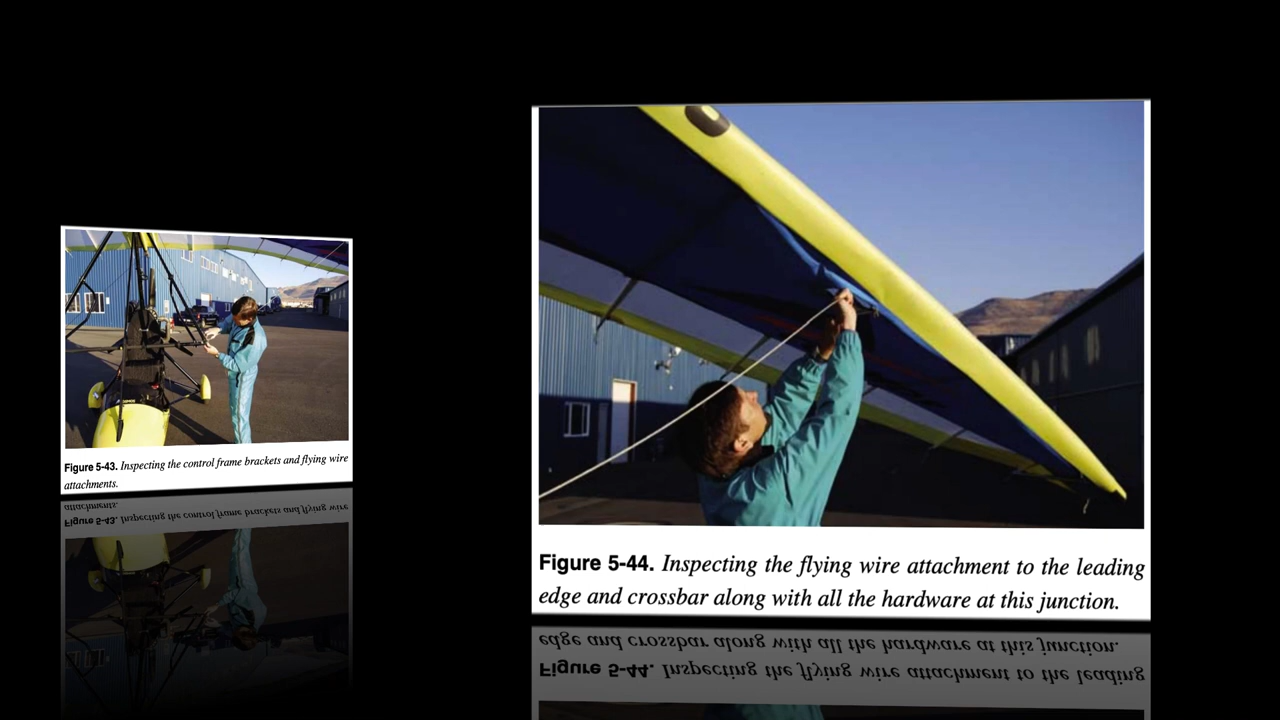 Figure 5-43. Inspecting the control frame brackets and flying wire
attachments.
Figure 5-44. Inspecting the flying wire attachment to the leading
edge and crossbar along with all the hardware at this junction.